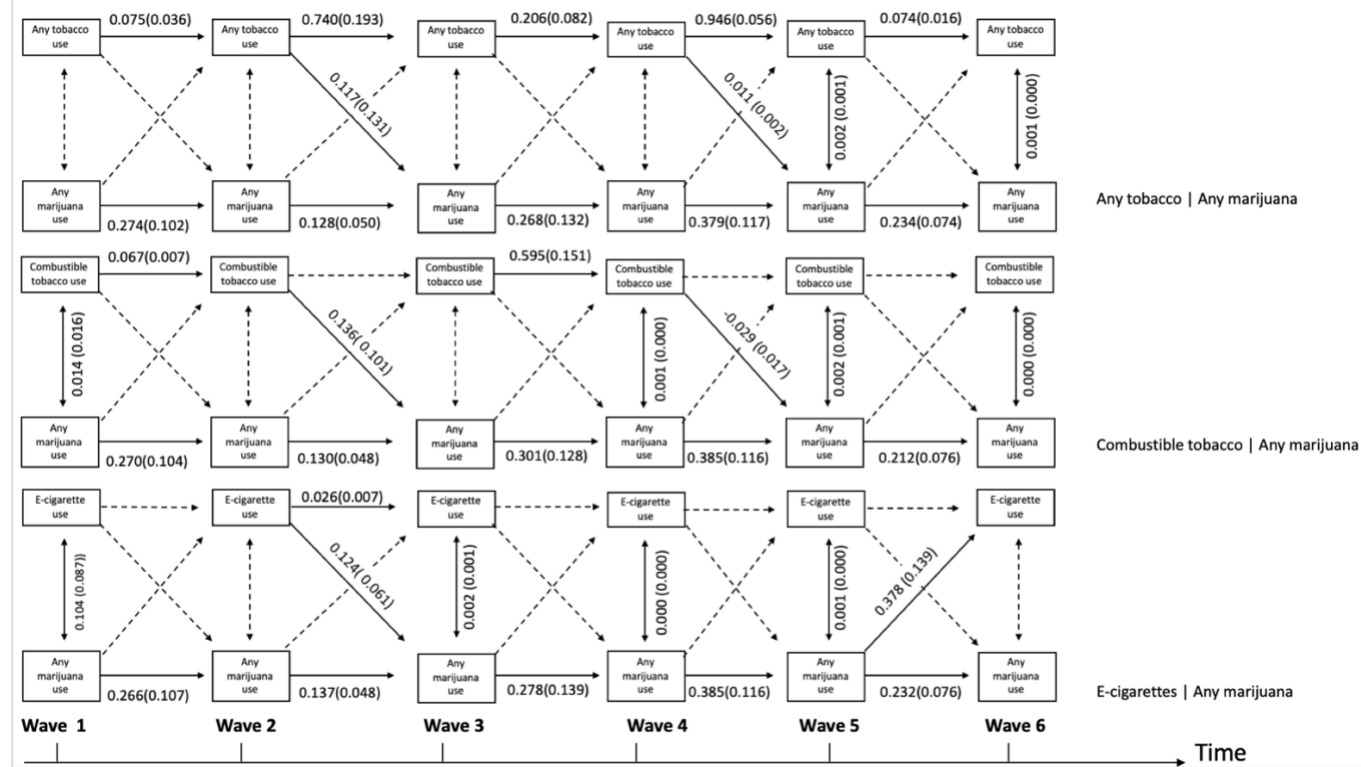 0.075(0.036)
0.740(0.193)
0.206(0.082)
0.946(0.056)
0.074(0.016)
Any tobacco
use
Any tobacco
use
Any tobacco
use
Any tobacco
use
Any tobacco
use
Any tobacco
use
0.117(0.131)
0.011 (0.002)
0.002 (0.001)
0.001 (0.000)
Any
marijuana
use
Any
marijuana
use
Any
marijuana
use
Any
marijuana
use
Any
marijuana
use
Any
marijuana
use
Any tobacco | Any marijuana
0.274(0.102)
0.128(0.050)
0.268(0.132)
0.379(0.117)
0.234(0.074)
0.067(0.007)
0.595(0.151)
Combustible
tobacco use
Combustible
tobacco use
Combustible
tobacco use
Combustible
tobacco use
Combustible
tobacco use
Combustible
tobacco use
0.014 (0.016)
0.136( 0.101)
0.001 (0.000)
-0.029 (0.017)
0.002 (0.001)
0.000 (0.000)
Any
marijuana
use
Any
marijuana
use
Any
marijuana
use
Any
marijuana
use
Any
marijuana
use
Any
marijuana
use
Combustible tobacco | Any marijuana
0.270(0.104)
0.130(0.048)
0.301(0.128)
0.385(0.116)
0.212(0.076)
0.026(0.007)
E-cigarette
use
E-cigarette
use
E-cigarette
use
E-cigarette
use
E-cigarette
use
E-cigarette
use
0.104 (0.087))
0.124( 0.061)
0.002 (0.001)
0.000 (0.000)
0.001 (0.000)
0.378 (0.139)
Any
marijuana
use
Any
marijuana
use
Any
marijuana
use
Any
marijuana
use
Any
marijuana
use
Any
marijuana
use
E-cigarettes | Any marijuana
0.266(0.107)
0.137(0.048)
0.278(0.139)
0.385(0.116)
0.232(0.076)
Wave 1
Wave 2
Wave 3
Wave 4
Wave 5
Wave 6
Time